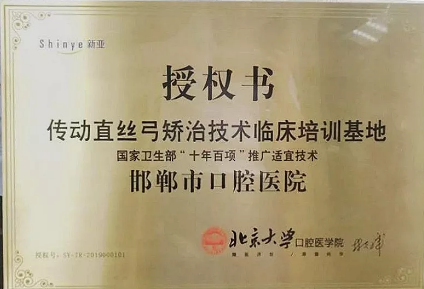 Shinye 新亚
授权书
传动直丝弓矫治技术临床培训基地
国家卫生部“十年百项”推广适宜技术
邯郸市口腔医院
北京大学口腔医学院